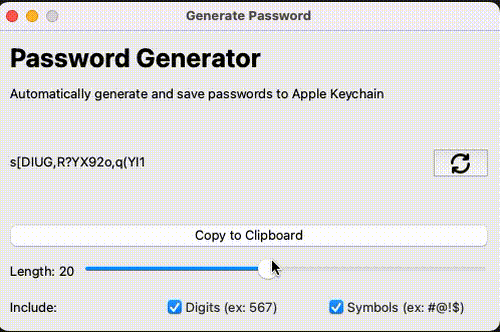 Generate Password
Password Generator
Automatically generate and save passwords to Apple Keychain
s[DIUG,R?YX92o,q(YI1
Copy to Clipboard
Length: 20
Include:
Digits (ex: 567)
Symbols (ex: #@!$)